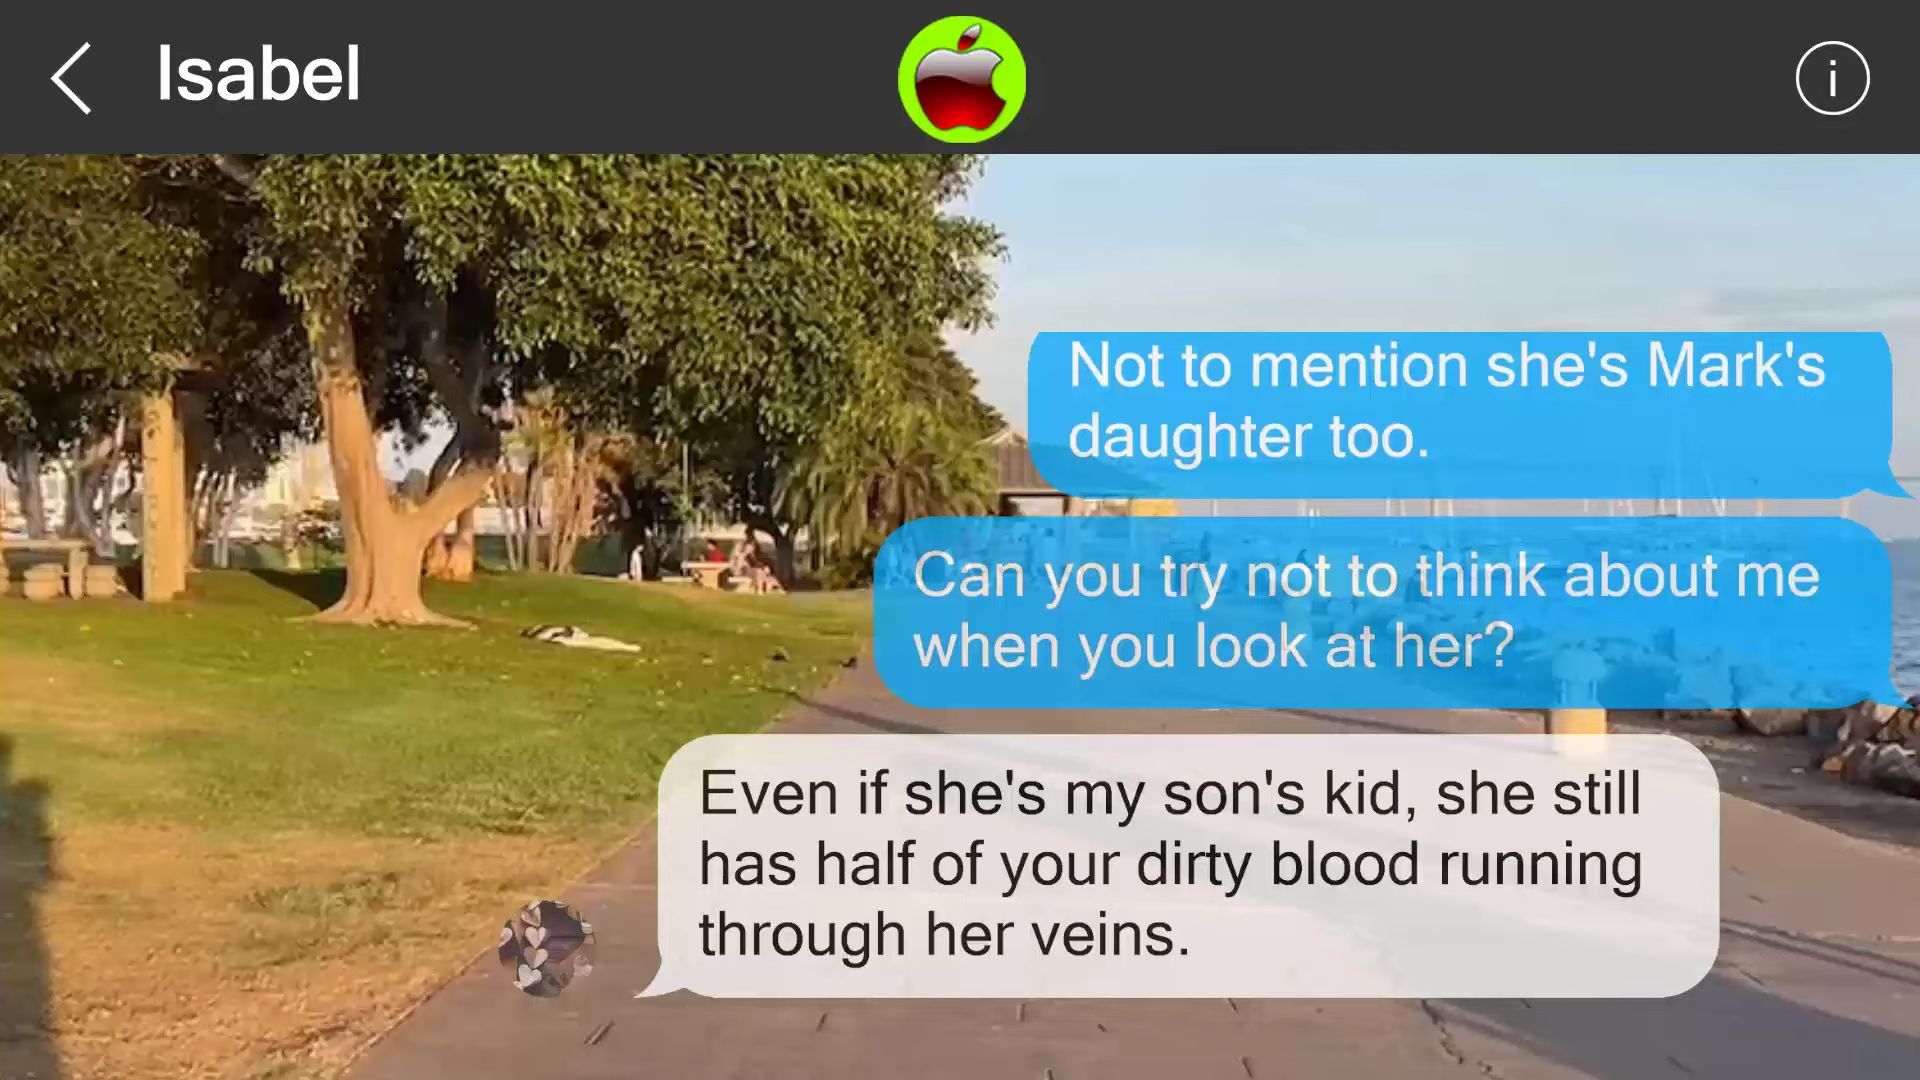 Isabel
Not to mention she's Mark's
daughter too.
Can you try not to think about me
when you look at her?
Even if she's my son's kid, she still
has half of your dirty blood running
through her veins.